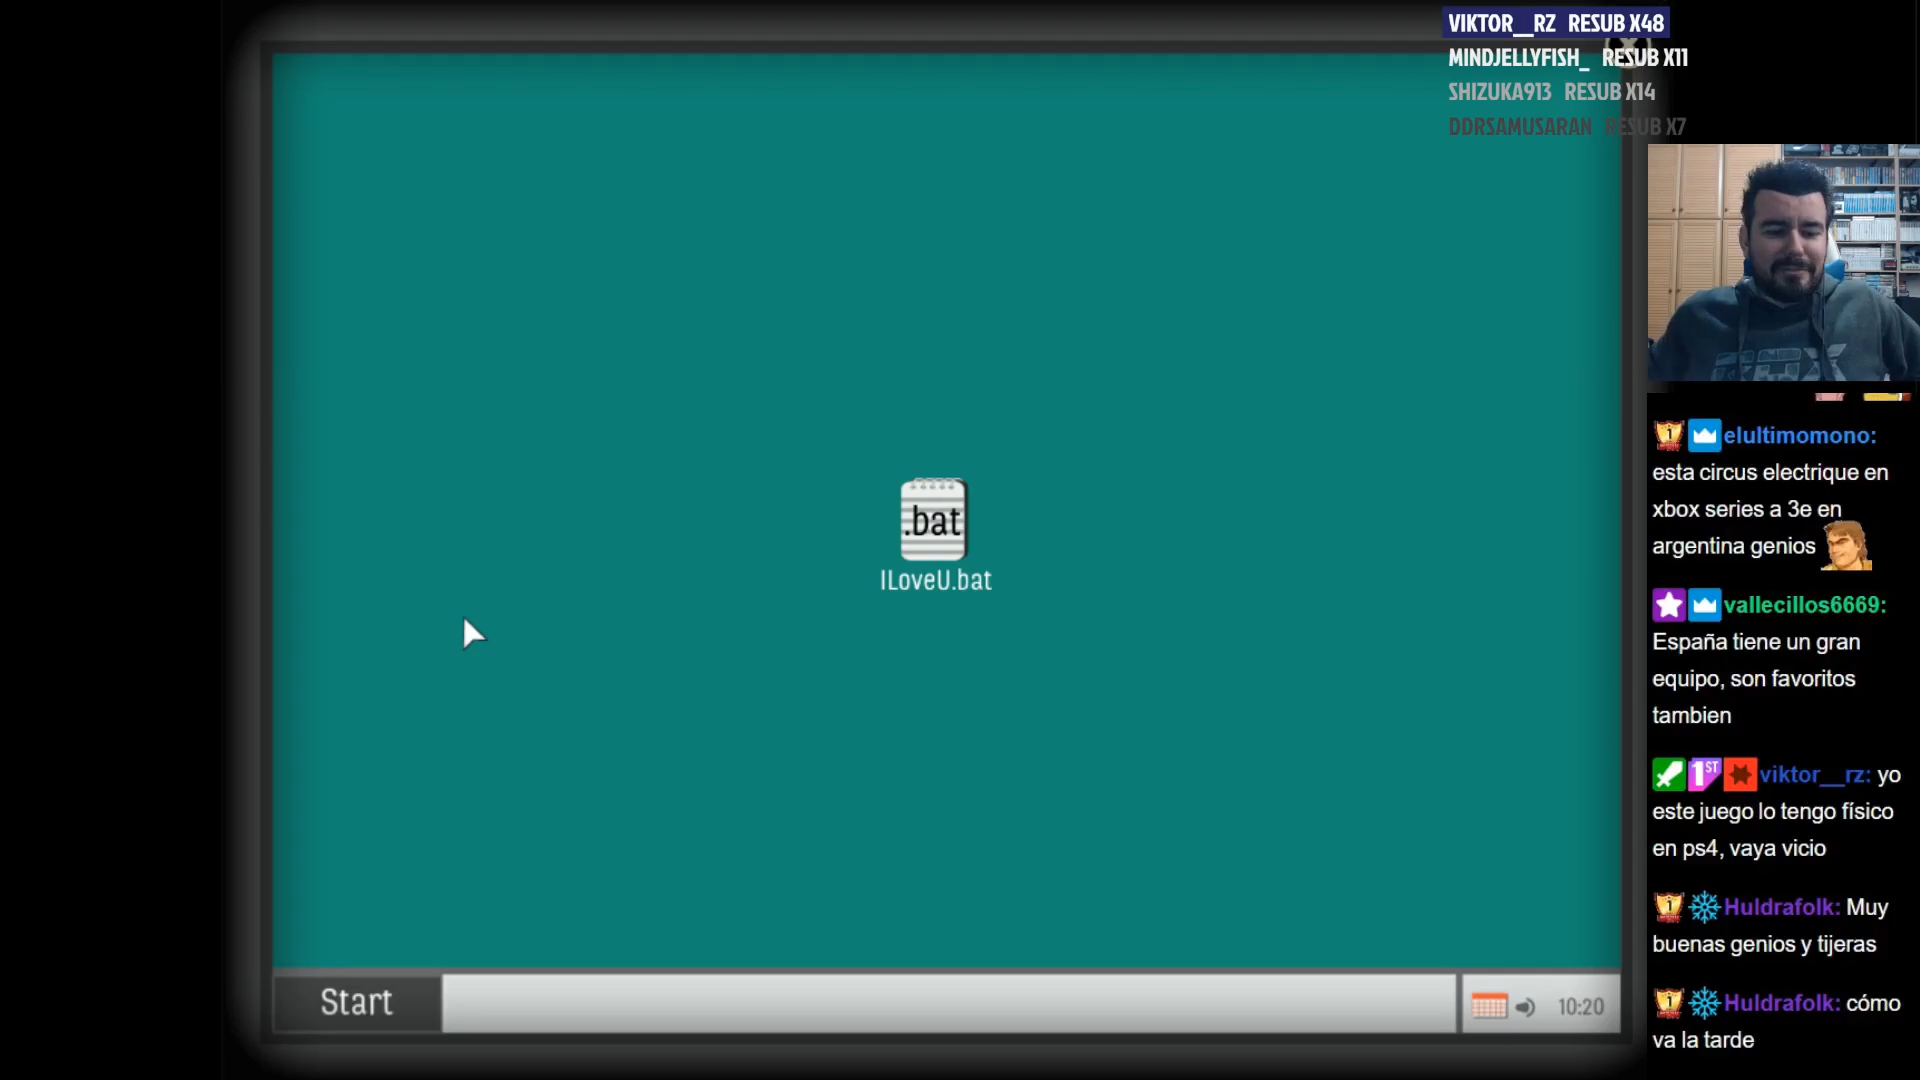 VIKTOR__RZ RESUB X48
MINDJELLYFISH_ RESUB X11
SHIZUKA913 RESUB X14
DDRSAMUSARAN RESUB X7
.bat
ILoveU.bat
Start
10:20
elultimomono:
esta circus electrique en
xbox series a 3e en
argentina genios
vallecillos6669:
España tiene un gran
equipo, son favoritos
tambien
1ST viktor__rz: yo
este juego lo tengo físico
en ps4, vaya vicio
1 Huldrafolk: Muy
buenas genios y tijeras
1 Huldrafolk: cómo
va la tarde